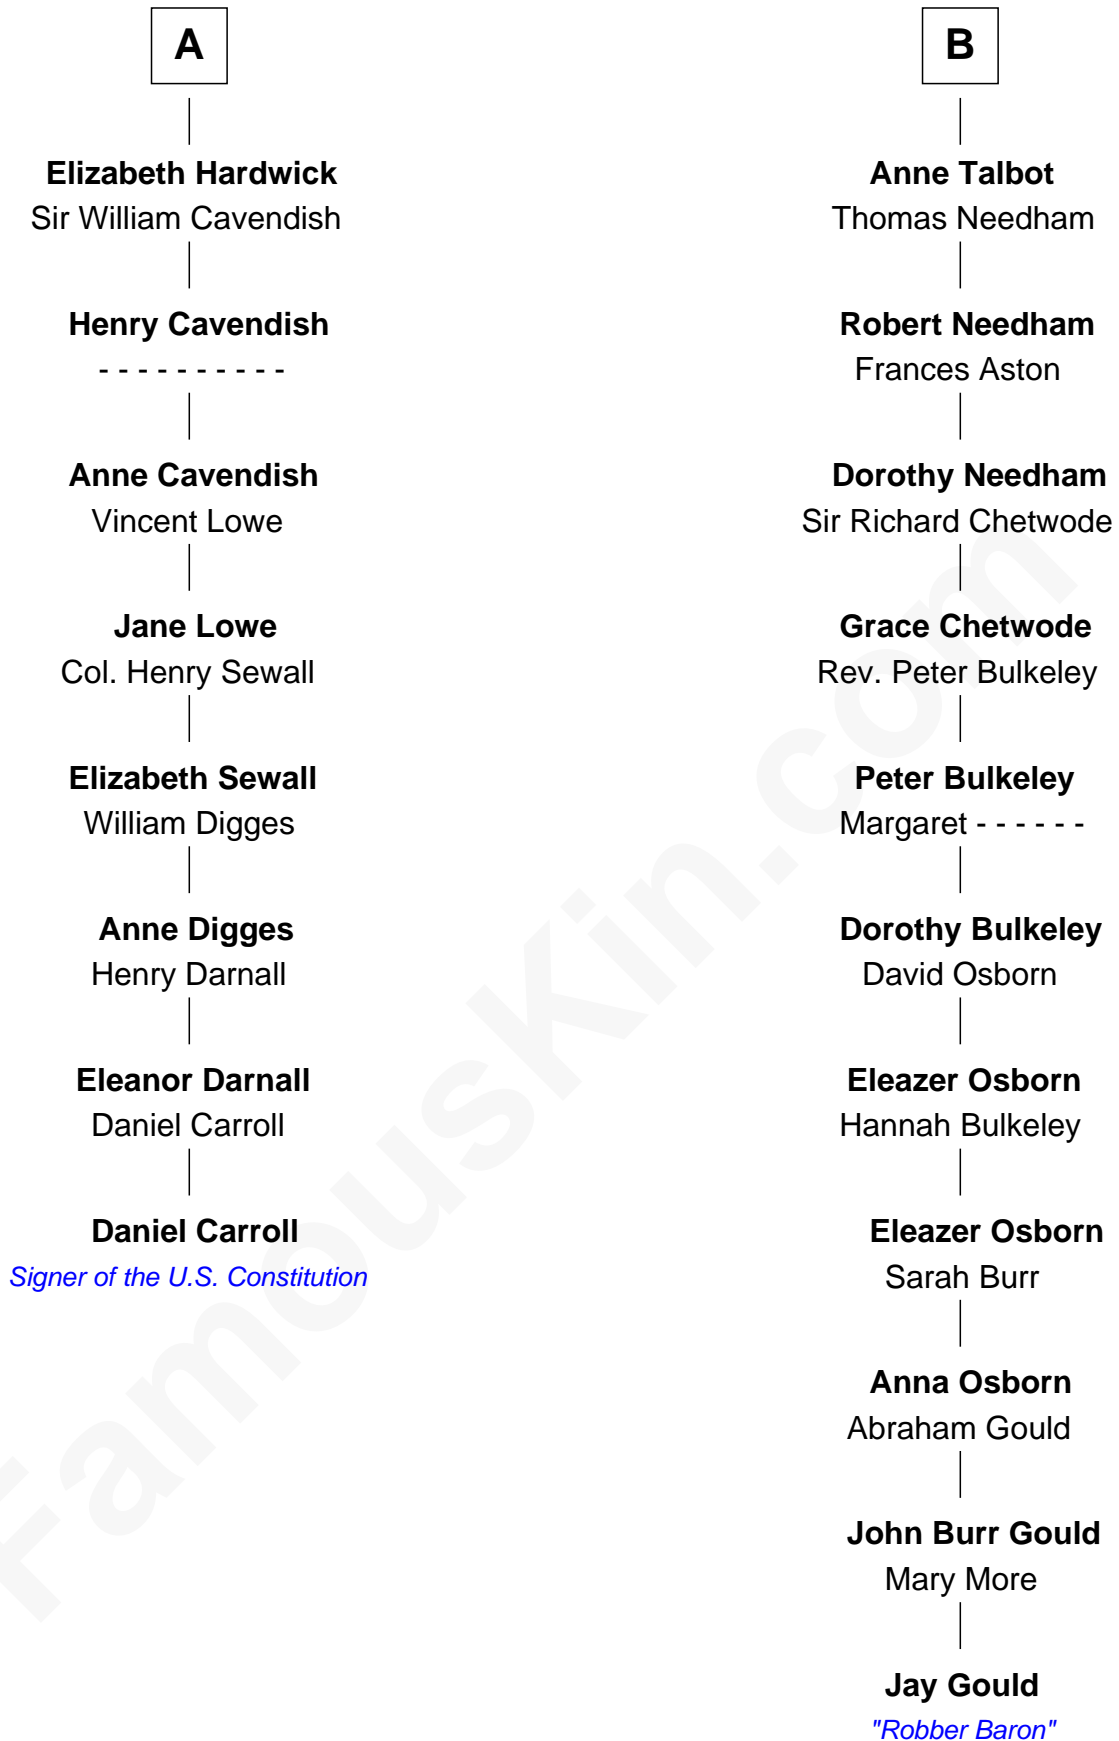 A
Elizabeth Hardwick
Sir William Cavendish
Henry Cavendish
- - - - - - - - - -
Anne Cavendish
Vincent Lowe
Jane Lowe
Col. Henry Sewall
Elizabeth Sewall
William Digges
Anne Digges
Henry Darnall
Eleanor Darnall
Daniel Carroll
Daniel Carroll
Signer of the U.S. Constitution
B
Anne Talbot
Thomas Needham
Robert Needham
Frances Aston
Dorothy Needham
Sir Richard Chetwode
Grace Chetwode
Rev. Peter Bulkeley
Peter Bulkeley
Margaret - - - - - -
Dorothy Bulkeley
David Osborn
Eleazer Osborn
Hannah Bulkeley
Eleazer Osborn
Sarah Burr
Anna Osborn
Abraham Gould
John Burr Gould
Mary More
Jay Gould
"Robber Baron"
FamousKin.com